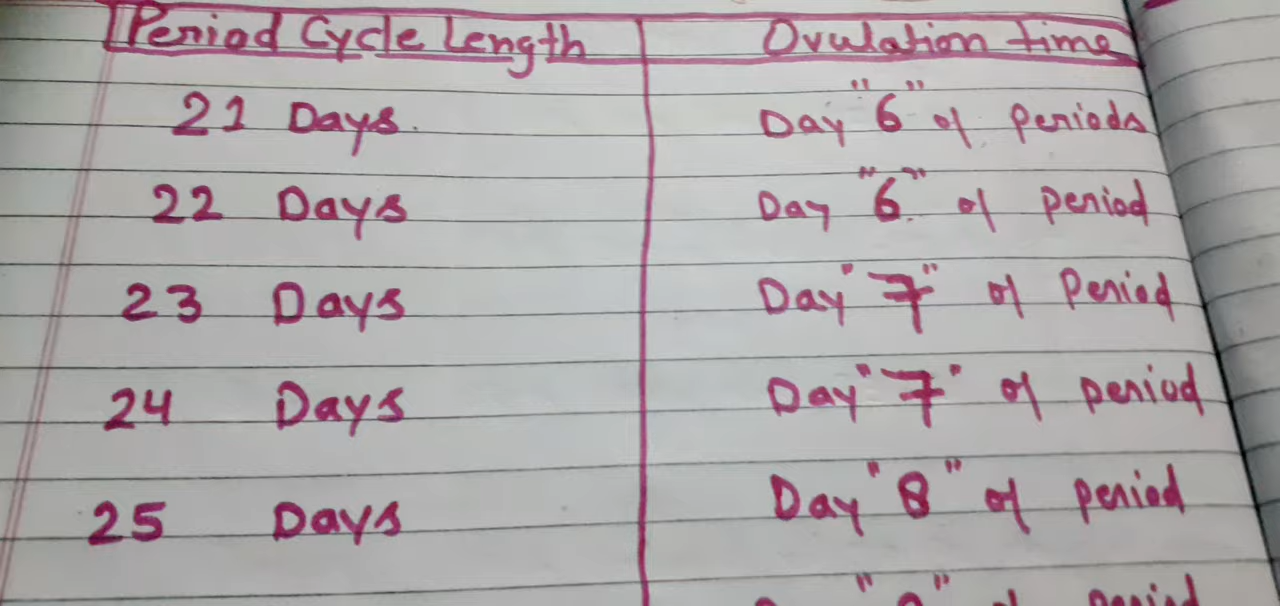 Period Cycle Length Ovulation time
21 Days. Day "6" of periods
22 Days Day "6" of period
23 Days Day "7" of Period
24 Days Day "7" of period
25 Days Day "8" of period